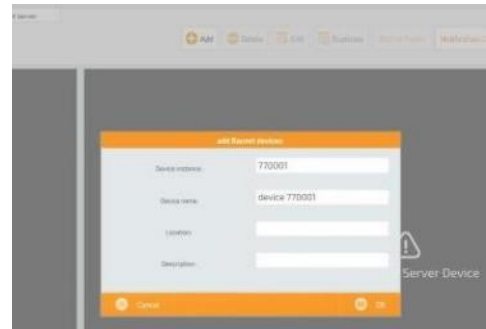 Add Delete Edit Duplicate
add Bacnet devices
Device instance: 770001
Device name: device 770001
Location:
Description:
Server Device
Cancel OK